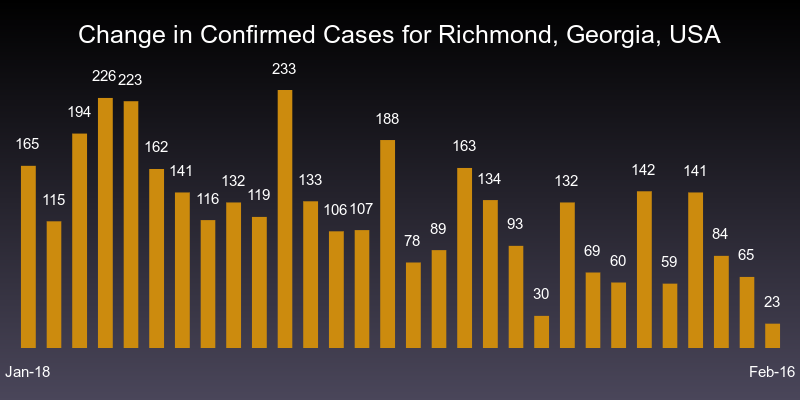 Change in Confirmed Cases for Richmond, Georgia, USA
165 115 194 226 223 162 141 116 132 119 233 133 106 107 188 78 89 163 134 93 30 132 69 60 142 59 141 84 65 23
Jan-18 Feb-16